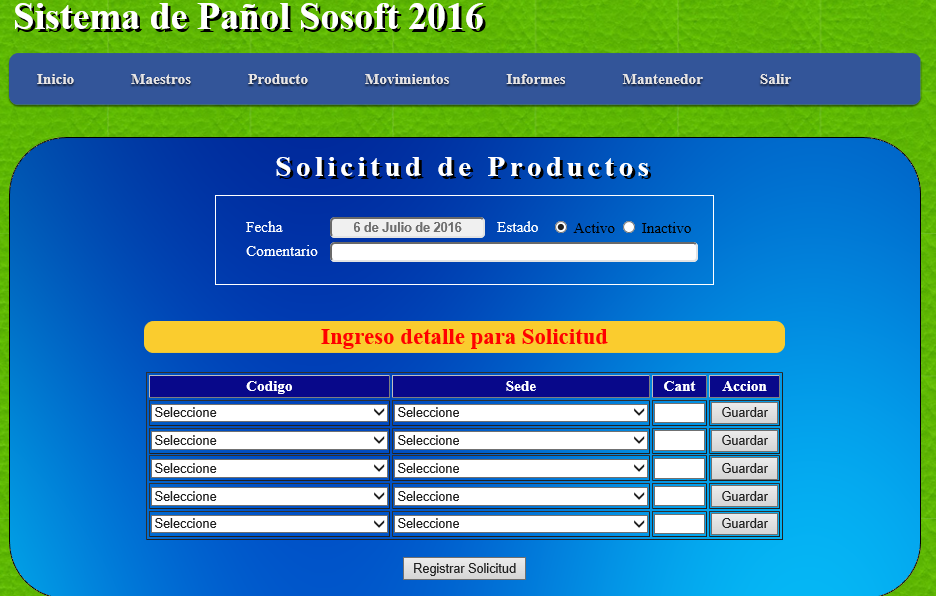 Sistema de Pañol Sosoft 2016
Inicio Maestros Producto Movimientos Informes Mantenedor Salir
Solicitud de Productos
Fecha 6 de Julio de 2016 Estado Activo Inactivo
Comentario
Ingreso detalle para Solicitud
Codigo Sede Cant Accion
Seleccione Seleccione Guardar
Seleccione Seleccione Guardar
Seleccione Seleccione Guardar
Seleccione Seleccione Guardar
Seleccione Seleccione Guardar
Registrar Solicitud